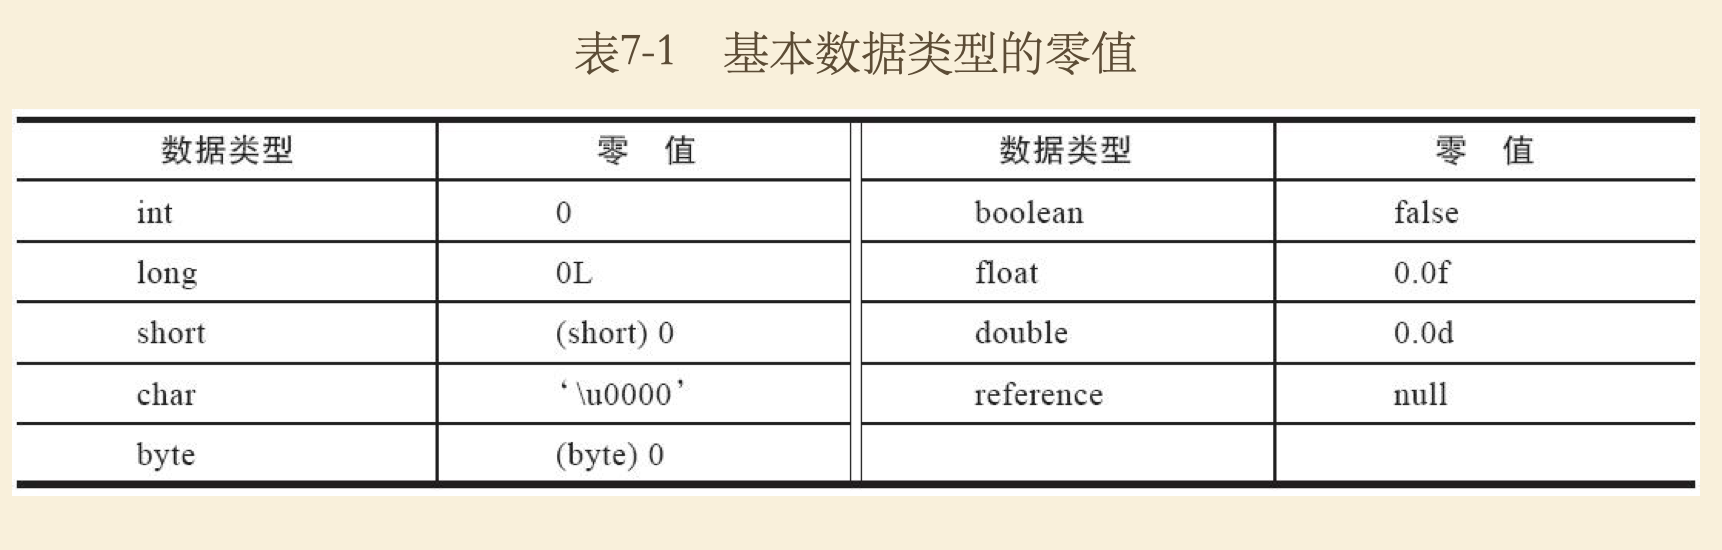 表7-1 基本数据类型的零值
数据类型 零 值 数据类型 零 值
int 0 boolean false
long 0L float 0.0f
short (short) 0 double 0.0d
char ‘\u0000’ reference null
byte (byte) 0